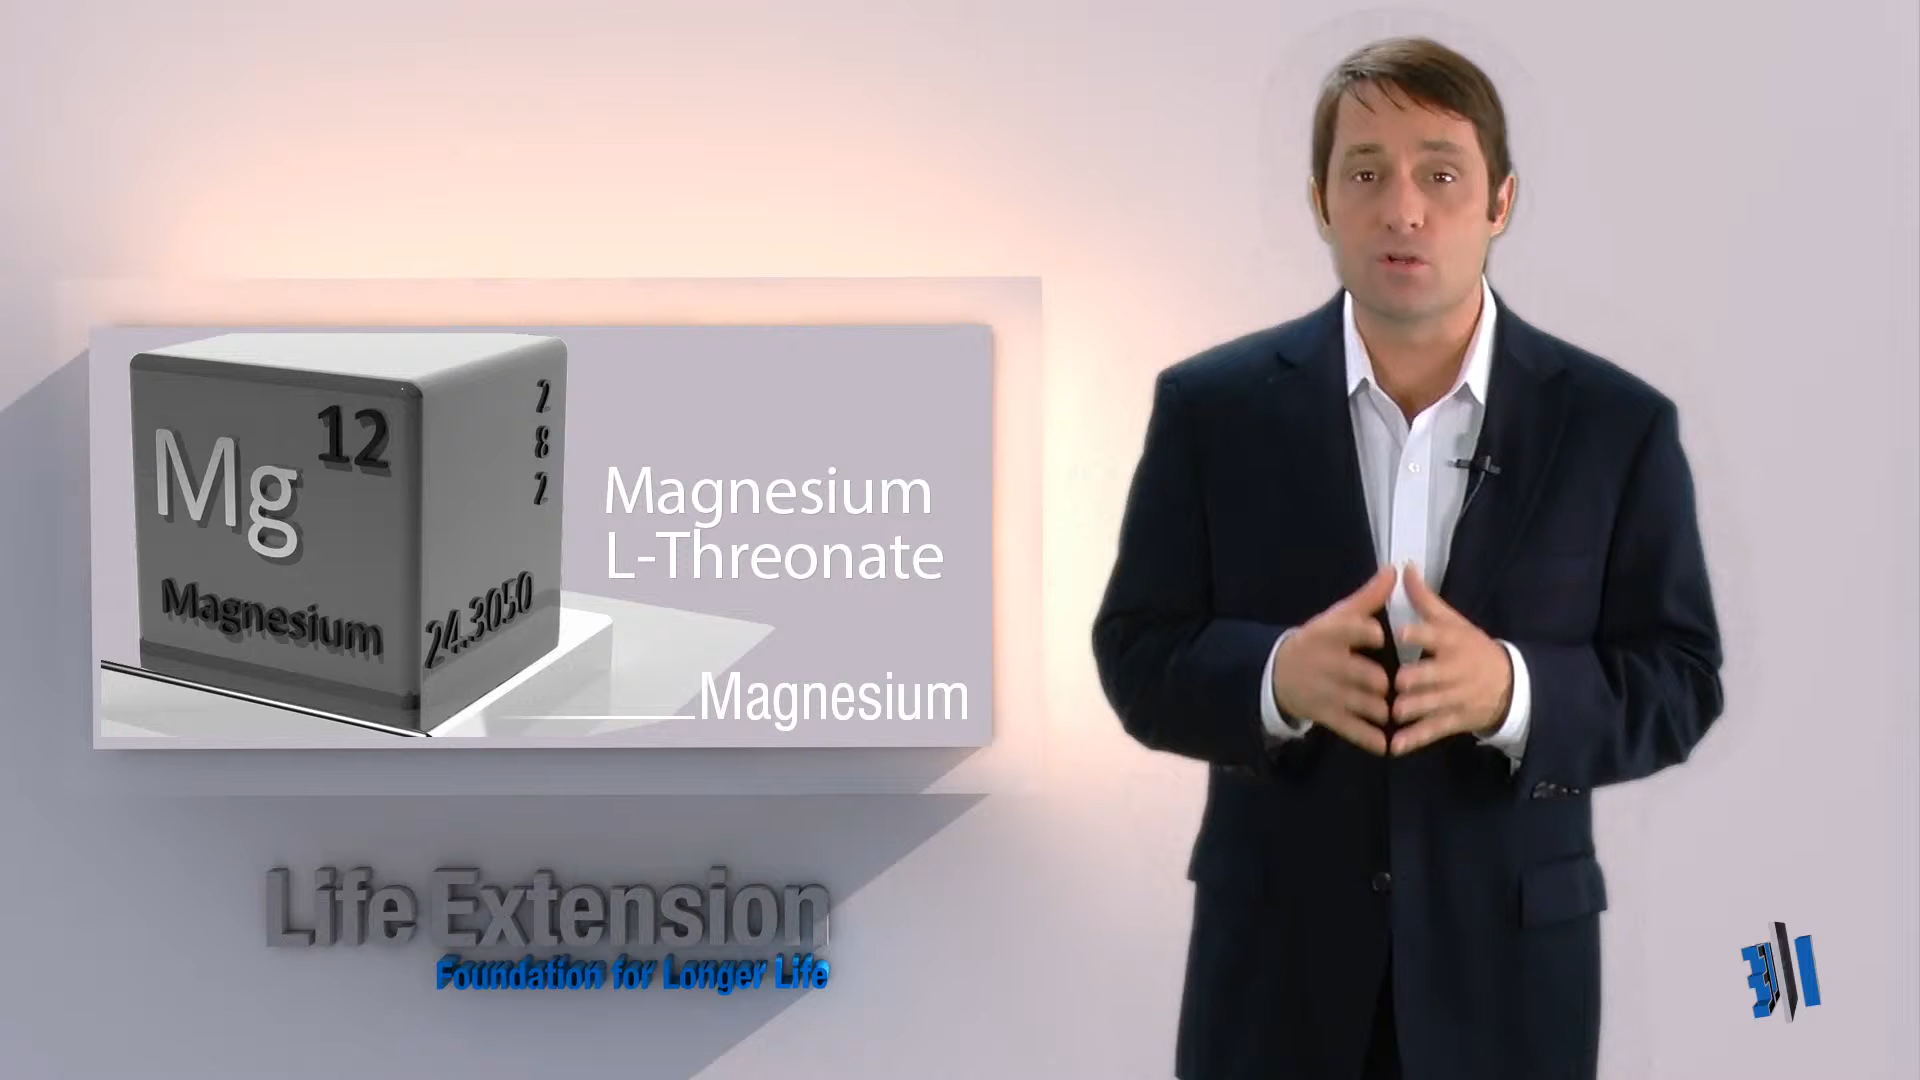 Mg
12
Magnesium
24.3050
2
8
2
Magnesium
L-Threonate
Magnesium
Life Extension
Foundation for Longer Life